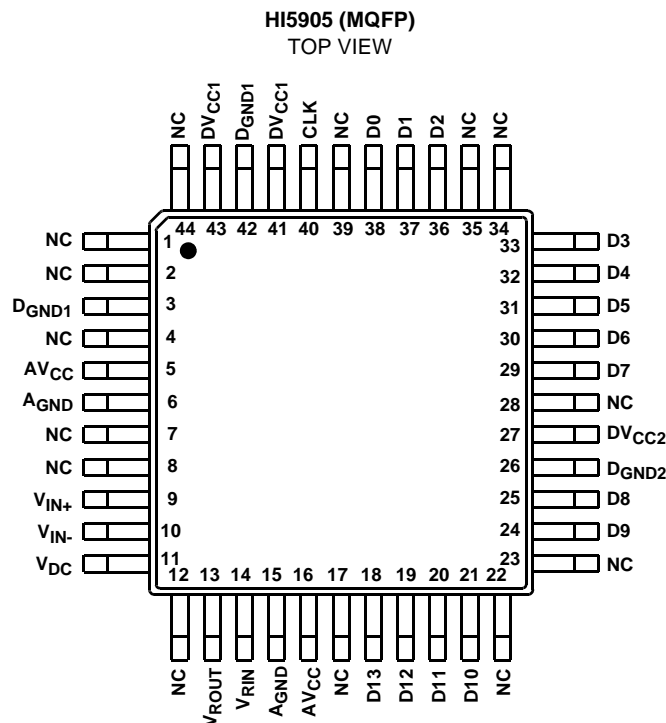 HI5905 (MQFP)
TOP VIEW
NC
DVCC1
DGND1
DVCC1
CLK
NC
D0
D1
D2
NC
NC
44 43 42 41 40 39 38 37 36 35 34
NC 1
NC 2
DGND1 3
NC 4
AVCC 5
AGND 6
NC 7
NC 8
VIN+ 9
VIN- 10
VDC 11
33 D3
32 D4
31 D5
30 D6
29 D7
28 NC
27 DVCC2
26 DGND2
25 D8
24 D9
23 NC
12 13 14 15 16 17 18 19 20 21 22
NC
VROUT
VRIN
AGND
AVCC
NC
D13
D12
D11
D10
NC